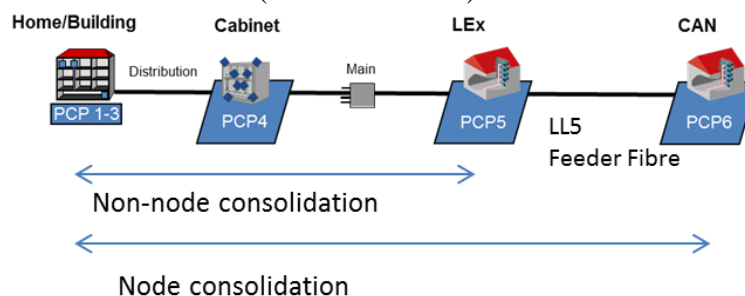 Home/Building Cabinet LEx CAN
Distribution Main
PCP 1-3 PCP4 PCP5 LL5 PCP6
Feeder Fibre
Non-node consolidation
Node consolidation